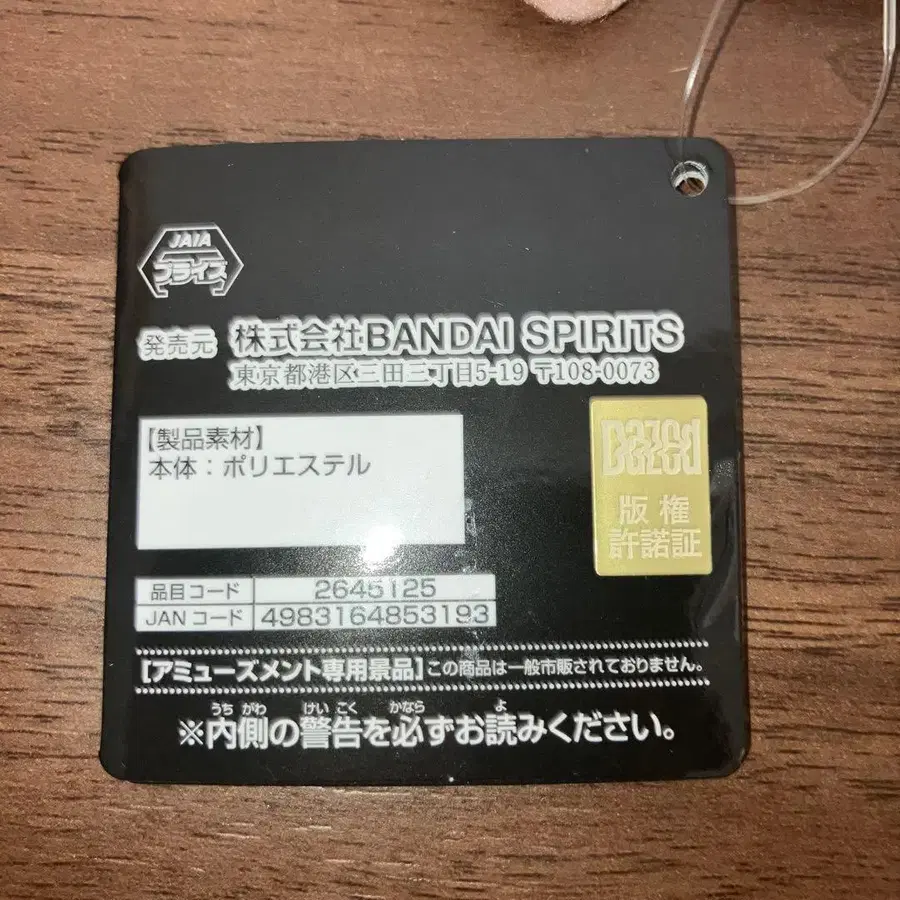 JAIA
プライズ
発売元 株式会社BANDAI SPIRITS
東京都港区三田三丁目5-19 〒108-0073
【製品素材】
本体：ポリエステル
版権
許諾証
品目コード 2645125
JANコード 4983164853193
【アミューズメント専用景品】この商品は一般市販されておりません。
うち がわ けい こく かなら よ
※内側の警告を必ずお読みください。